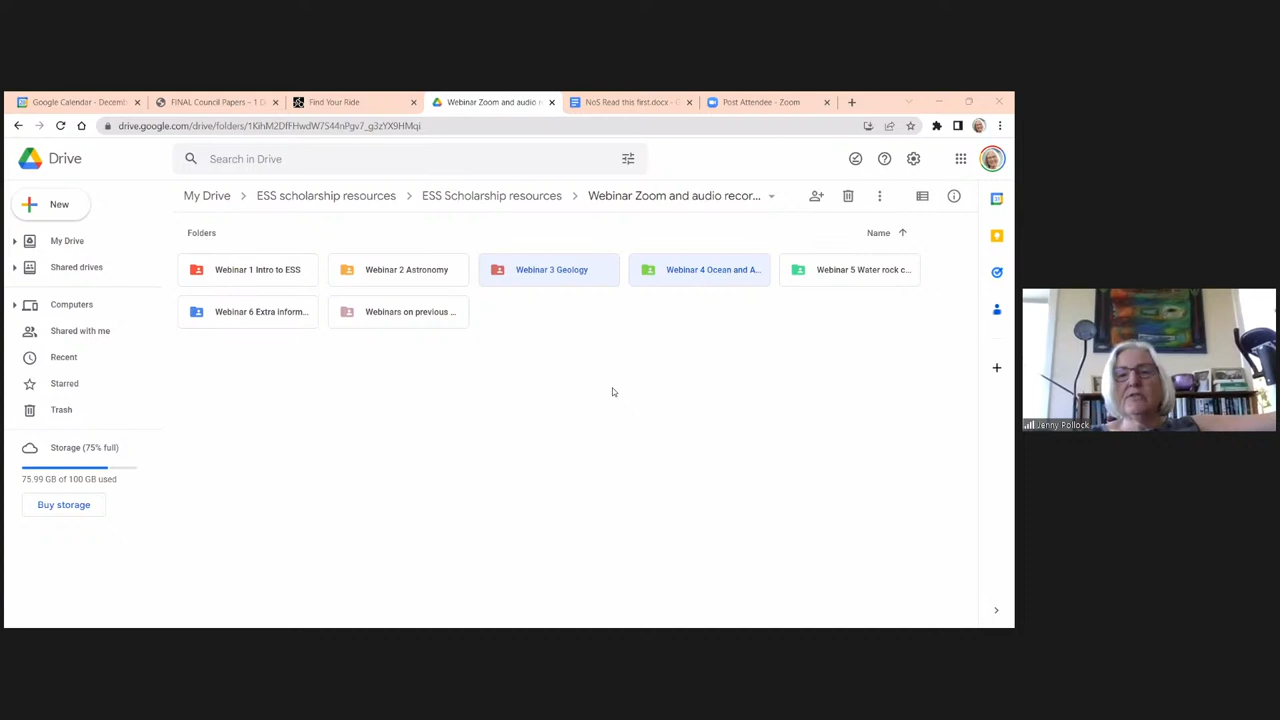 Google Calendar - Decemb
FINAL Council Papers – 1 D
Find Your Ride
Webinar Zoom and audio r
NoS Read this first.docx - G
Post Attendee - Zoom
drive.google.com/drive/folders/1KihM2DfFHwdW7S44nPgv7_g3zYX9HMqi
Drive
Search in Drive
New
My Drive
ESS scholarship resources
ESS Scholarship resources
Webinar Zoom and audio recor...
My Drive
Shared drives
Computers
Shared with me
Recent
Starred
Trash
Storage (75% full)
75.99 GB of 100 GB used
Buy storage
Folders
Name
Webinar 1 Intro to ESS
Webinar 2 Astronomy
Webinar 3 Geology
Webinar 4 Ocean and A...
Webinar 5 Water rock c...
Webinar 6 Extra inform...
Webinars on previous ...
Jenny Pollock